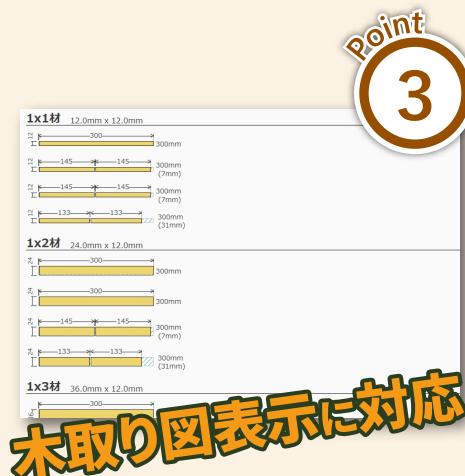 Point
3
1x1材 12.0mm x 12.0mm
300
12
300mm
145 145
12
300mm
(7mm)
145 145
12
300mm
(7mm)
133 133
12
300mm
(31mm)
1x2材 24.0mm x 12.0mm
300
24
300mm
300
24
300mm
145 145
24
300mm
(7mm)
133 133
24
300mm
(31mm)
1x3材 36.0mm x 12.0mm
300
300mm
木取り図表示に対応